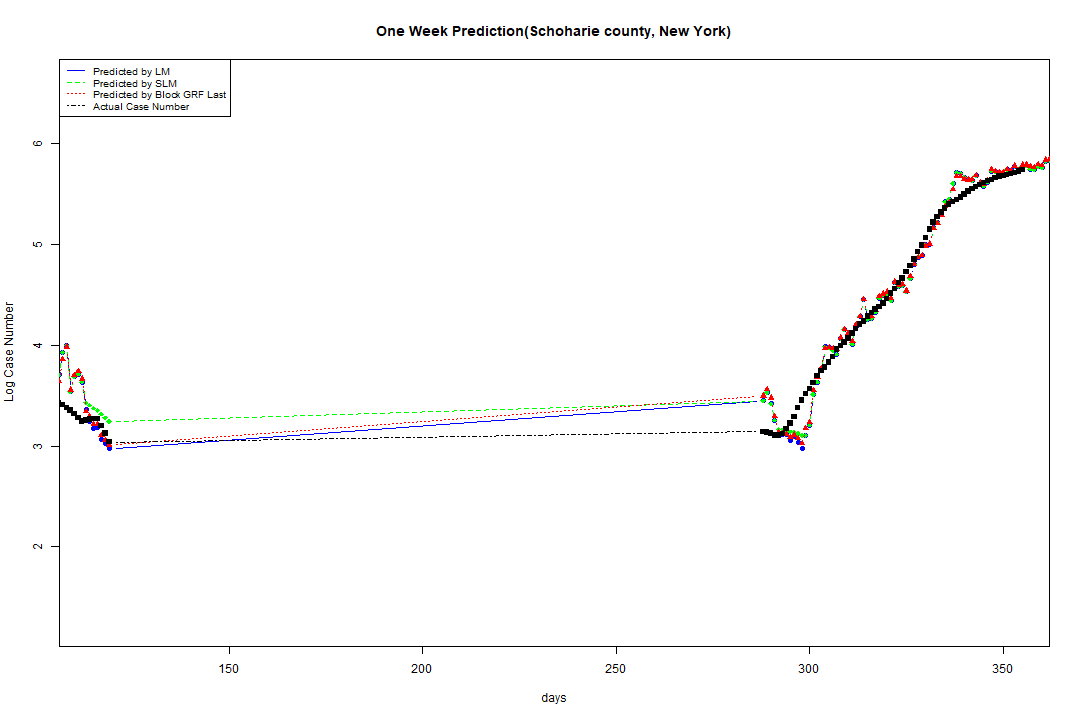 One Week Prediction(Schoharie county, New York)
Predicted by LM
Predicted by SLM
Predicted by Block GRF Last
Actual Case Number
Log Case Number
6
5
4
3
2
150 200 250 300 350
days